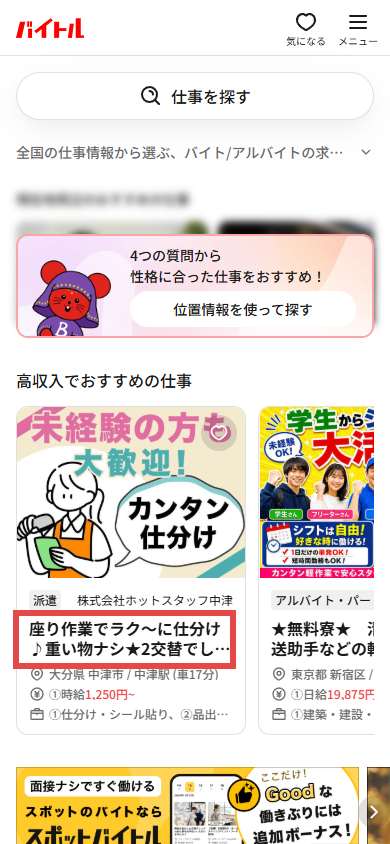 バイトル
気になる
メニュー
仕事を探す
全国の仕事情報から選ぶ、バイト/アルバイトの求…
4つの質問から
性格に合った仕事をおすすめ！
位置情報を使って探す
高収入でおすすめの仕事
未経験の方も
大歓迎!
カンタン
仕分け
派遣
株式会社ホットスタッフ中津
座り作業でラク～に仕分け
♪重い物ナシ★2交替でし…
大分県 中津市 / 中津駅 (車17分)
①時給1,250円~
①仕分け・シール貼り、②品出…
学生から
未経験
OK!
大活
学生さん
フリーターさん
シフトは自由!
好きな時に働ける!
1日だけの単発OK!
短時間勤務もOK!
カンタン軽作業で安心ス
アルバイト・パー
★無料寮★
送助手などの
東京都 新宿区 /
①日給19,875円
①建築・建設・
面接ナシですぐ働ける
スポットのバイトなら
スポットバイトル
ここだけ!
Goodな
働きぶりには
追加ボーナス!